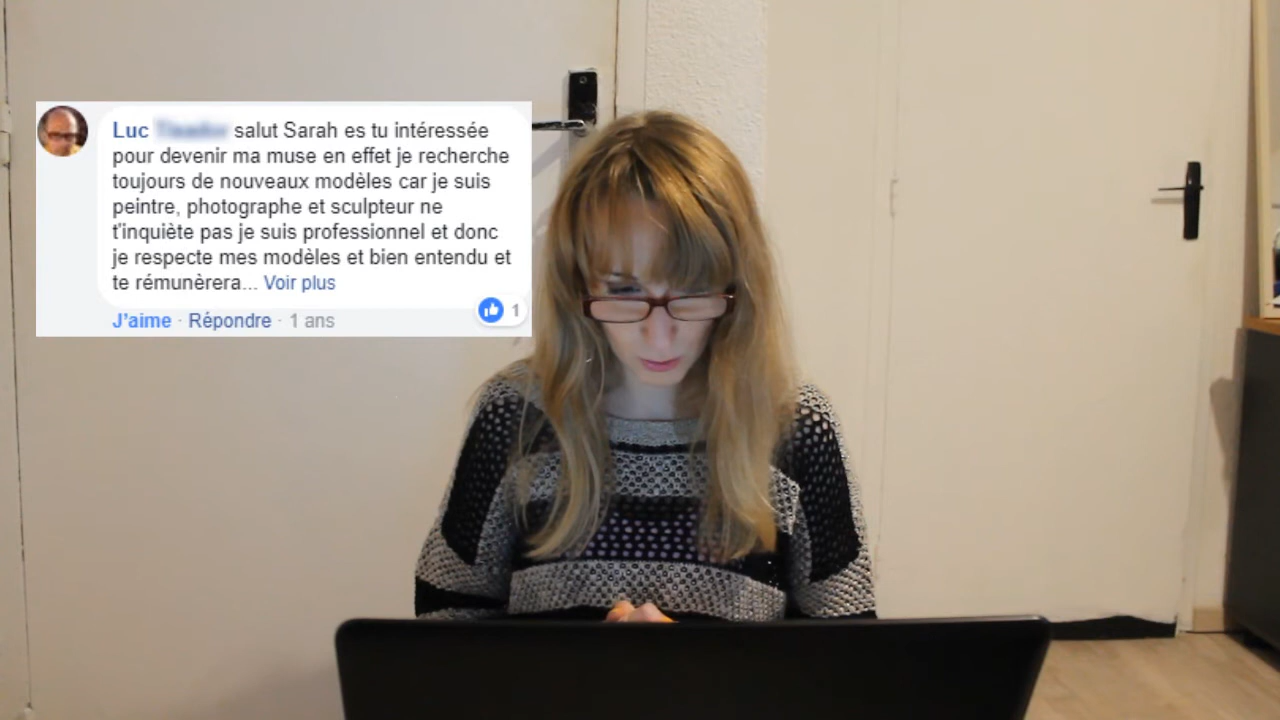 Luc salut Sarah es tu intéressée
pour devenir ma muse en effet je recherche
toujours de nouveaux modèles car je suis
peintre, photographe et sculpteur ne
t'inquiète pas je suis professionnel et donc
je respecte mes modèles et bien entendu et
te rémunèrera... Voir plus
1
J'aime · Répondre · 1 ans